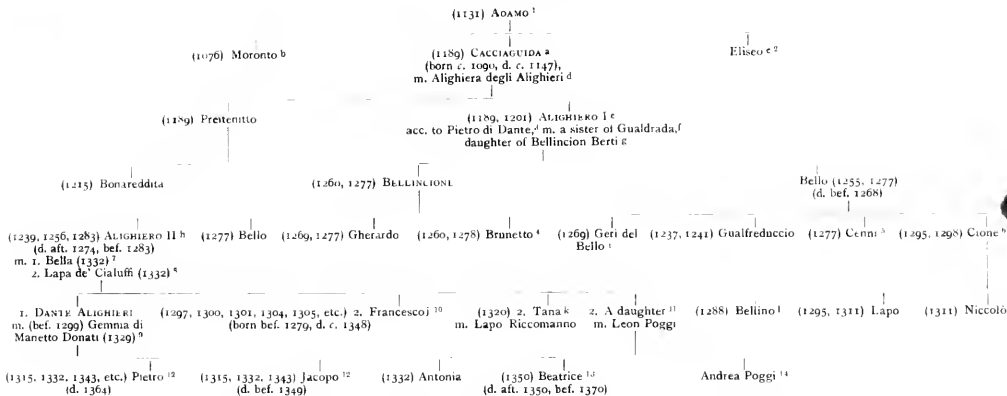 (1131) ADAMO 1
(1076) Moronto b
(1189) CACCIAGUIDA a
(born c. 1090, d. c. 1147),
m. Alighiera degli Alighieri d
Eliseo c 2
(1189) Preitenitto
(1189, 1201) ALIGHIERO I e
acc. to Pietro di Dante, d m. a sister of Gualdrada, f
daughter of Bellincion Berti g
(1215) Bonareddita
(1260, 1277) BELLINCIONE
Bello (1255, 1277)
(d. bef. 1268)
(1239, 1256, 1283) ALIGHIERO II h
(d. aft. 1274, bef. 1283)
m. 1. Bella (1332) 7
2. Lapa de' Cialuffi (1332) 8
(1277) Bello
(1269, 1277) Gherardo
(1260, 1278) Brunetto 4
(1269) Geri del
Bello i
(1237, 1241) Gualfreduccio
(1277) Cenni 5
(1295, 1298) Cione 6
1. DANTE ALIGHIERI
m. (bef. 1299) Gemma di
Manetto Donati (1329) 9
(1297, 1300, 1301, 1304, 1305, etc.) 2. Francesco j 10
(born bef. 1279, d. c. 1348)
(1320) 2. Tana k
m. Lapo Riccomanno
2. A daughter 11
m. Leon Poggi
(1288) Bellino l
(1295, 1311) Lapo
(1311) Niccolò
(1315, 1332, 1343, etc.) Pietro 12
(d. 1364)
(1315, 1332, 1343) Jacopo 12
(d. bef. 1349)
(1332) Antonia
(1350) Beatrice 13
(d. aft. 1350, bef. 1370)
Andrea Poggi 14